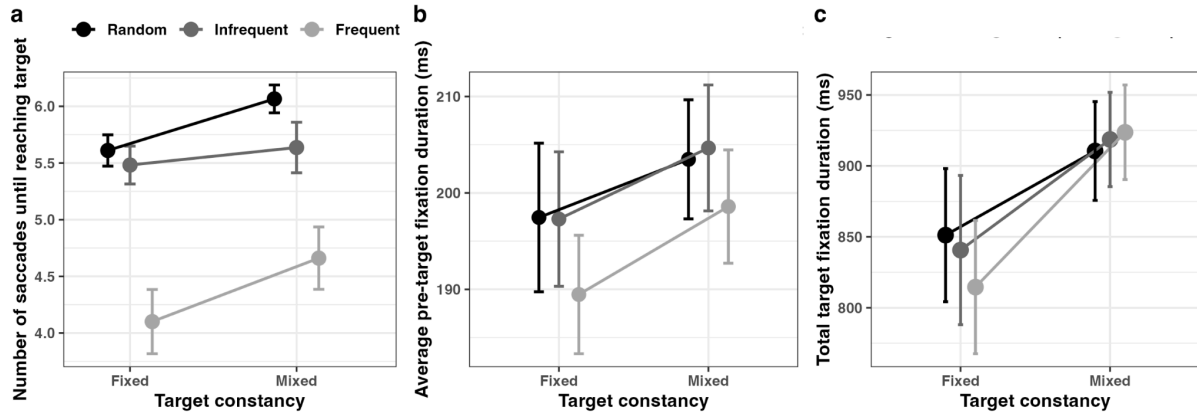 a
Random Infrequent Frequent
Number of saccades until reaching target
6.0
5.5
5.0
4.5
4.0
Fixed Mixed
Target constancy
b
Average pre-target fixation duration (ms)
210
200
190
Fixed Mixed
Target constancy
c
Total target fixation duration (ms)
950
900
850
800
Fixed Mixed
Target constancy